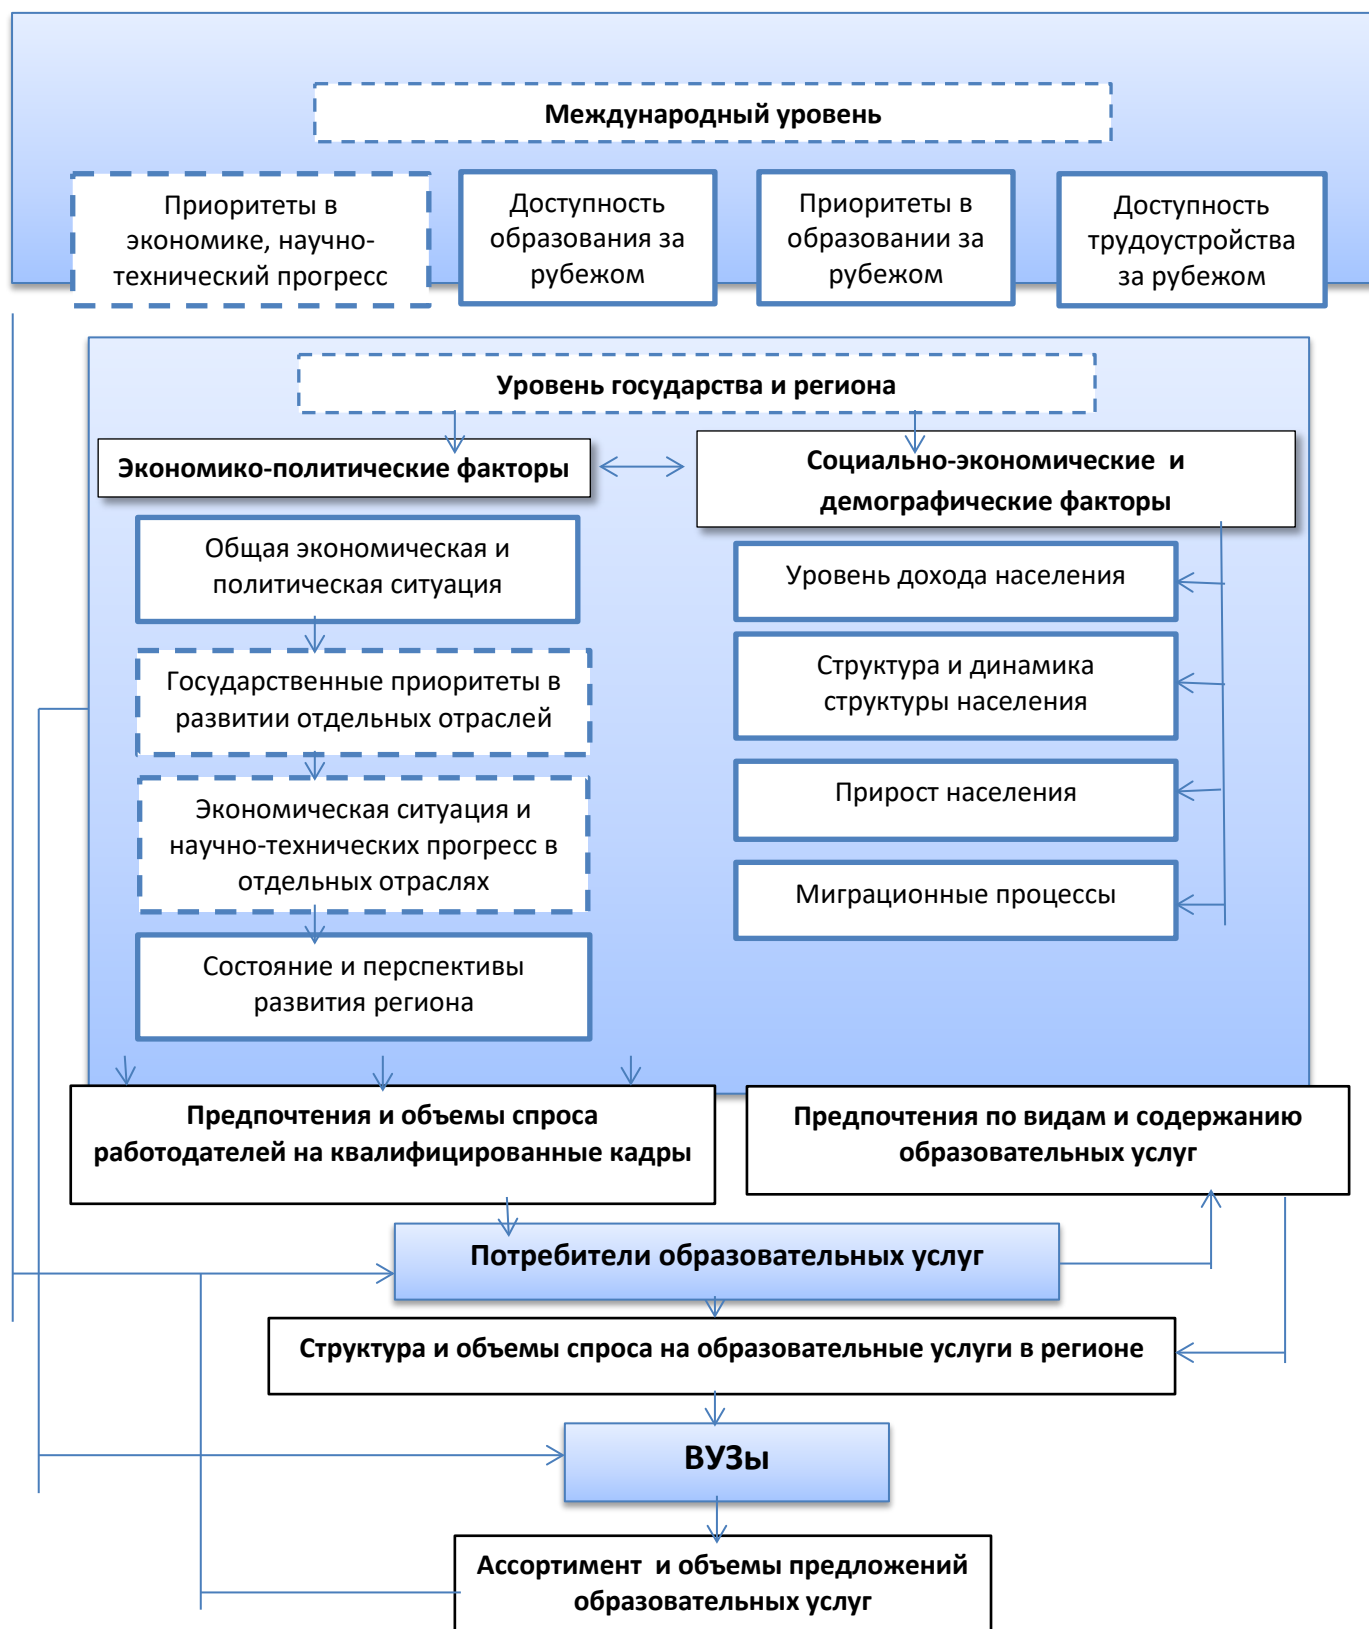 Международный уровень
Приоритеты в
экономике, научно-
технический прогресс
Доступность
образования за
рубежом
Приоритеты в
образовании за
рубежом
Доступность
трудоустройства
за рубежом
Уровень государства и региона
Экономико-политические факторы
Социально-экономические и
демографические факторы
Общая экономическая и
политическая ситуация
Государственные приоритеты в
развитии отдельных отраслей
Экономическая ситуация и
научно-технических прогресс в
отдельных отраслях
Состояние и перспективы
развития региона
Уровень дохода населения
Структура и динамика
структуры населения
Прирост населения
Миграционные процессы
Предпочтения и объемы спроса
работодателей на квалифицированные кадры
Предпочтения по видам и содержанию
образовательных услуг
Потребители образовательных услуг
Структура и объемы спроса на образовательные услуги в регионе
ВУЗы
Ассортимент и объемы предложений
образовательных услуг